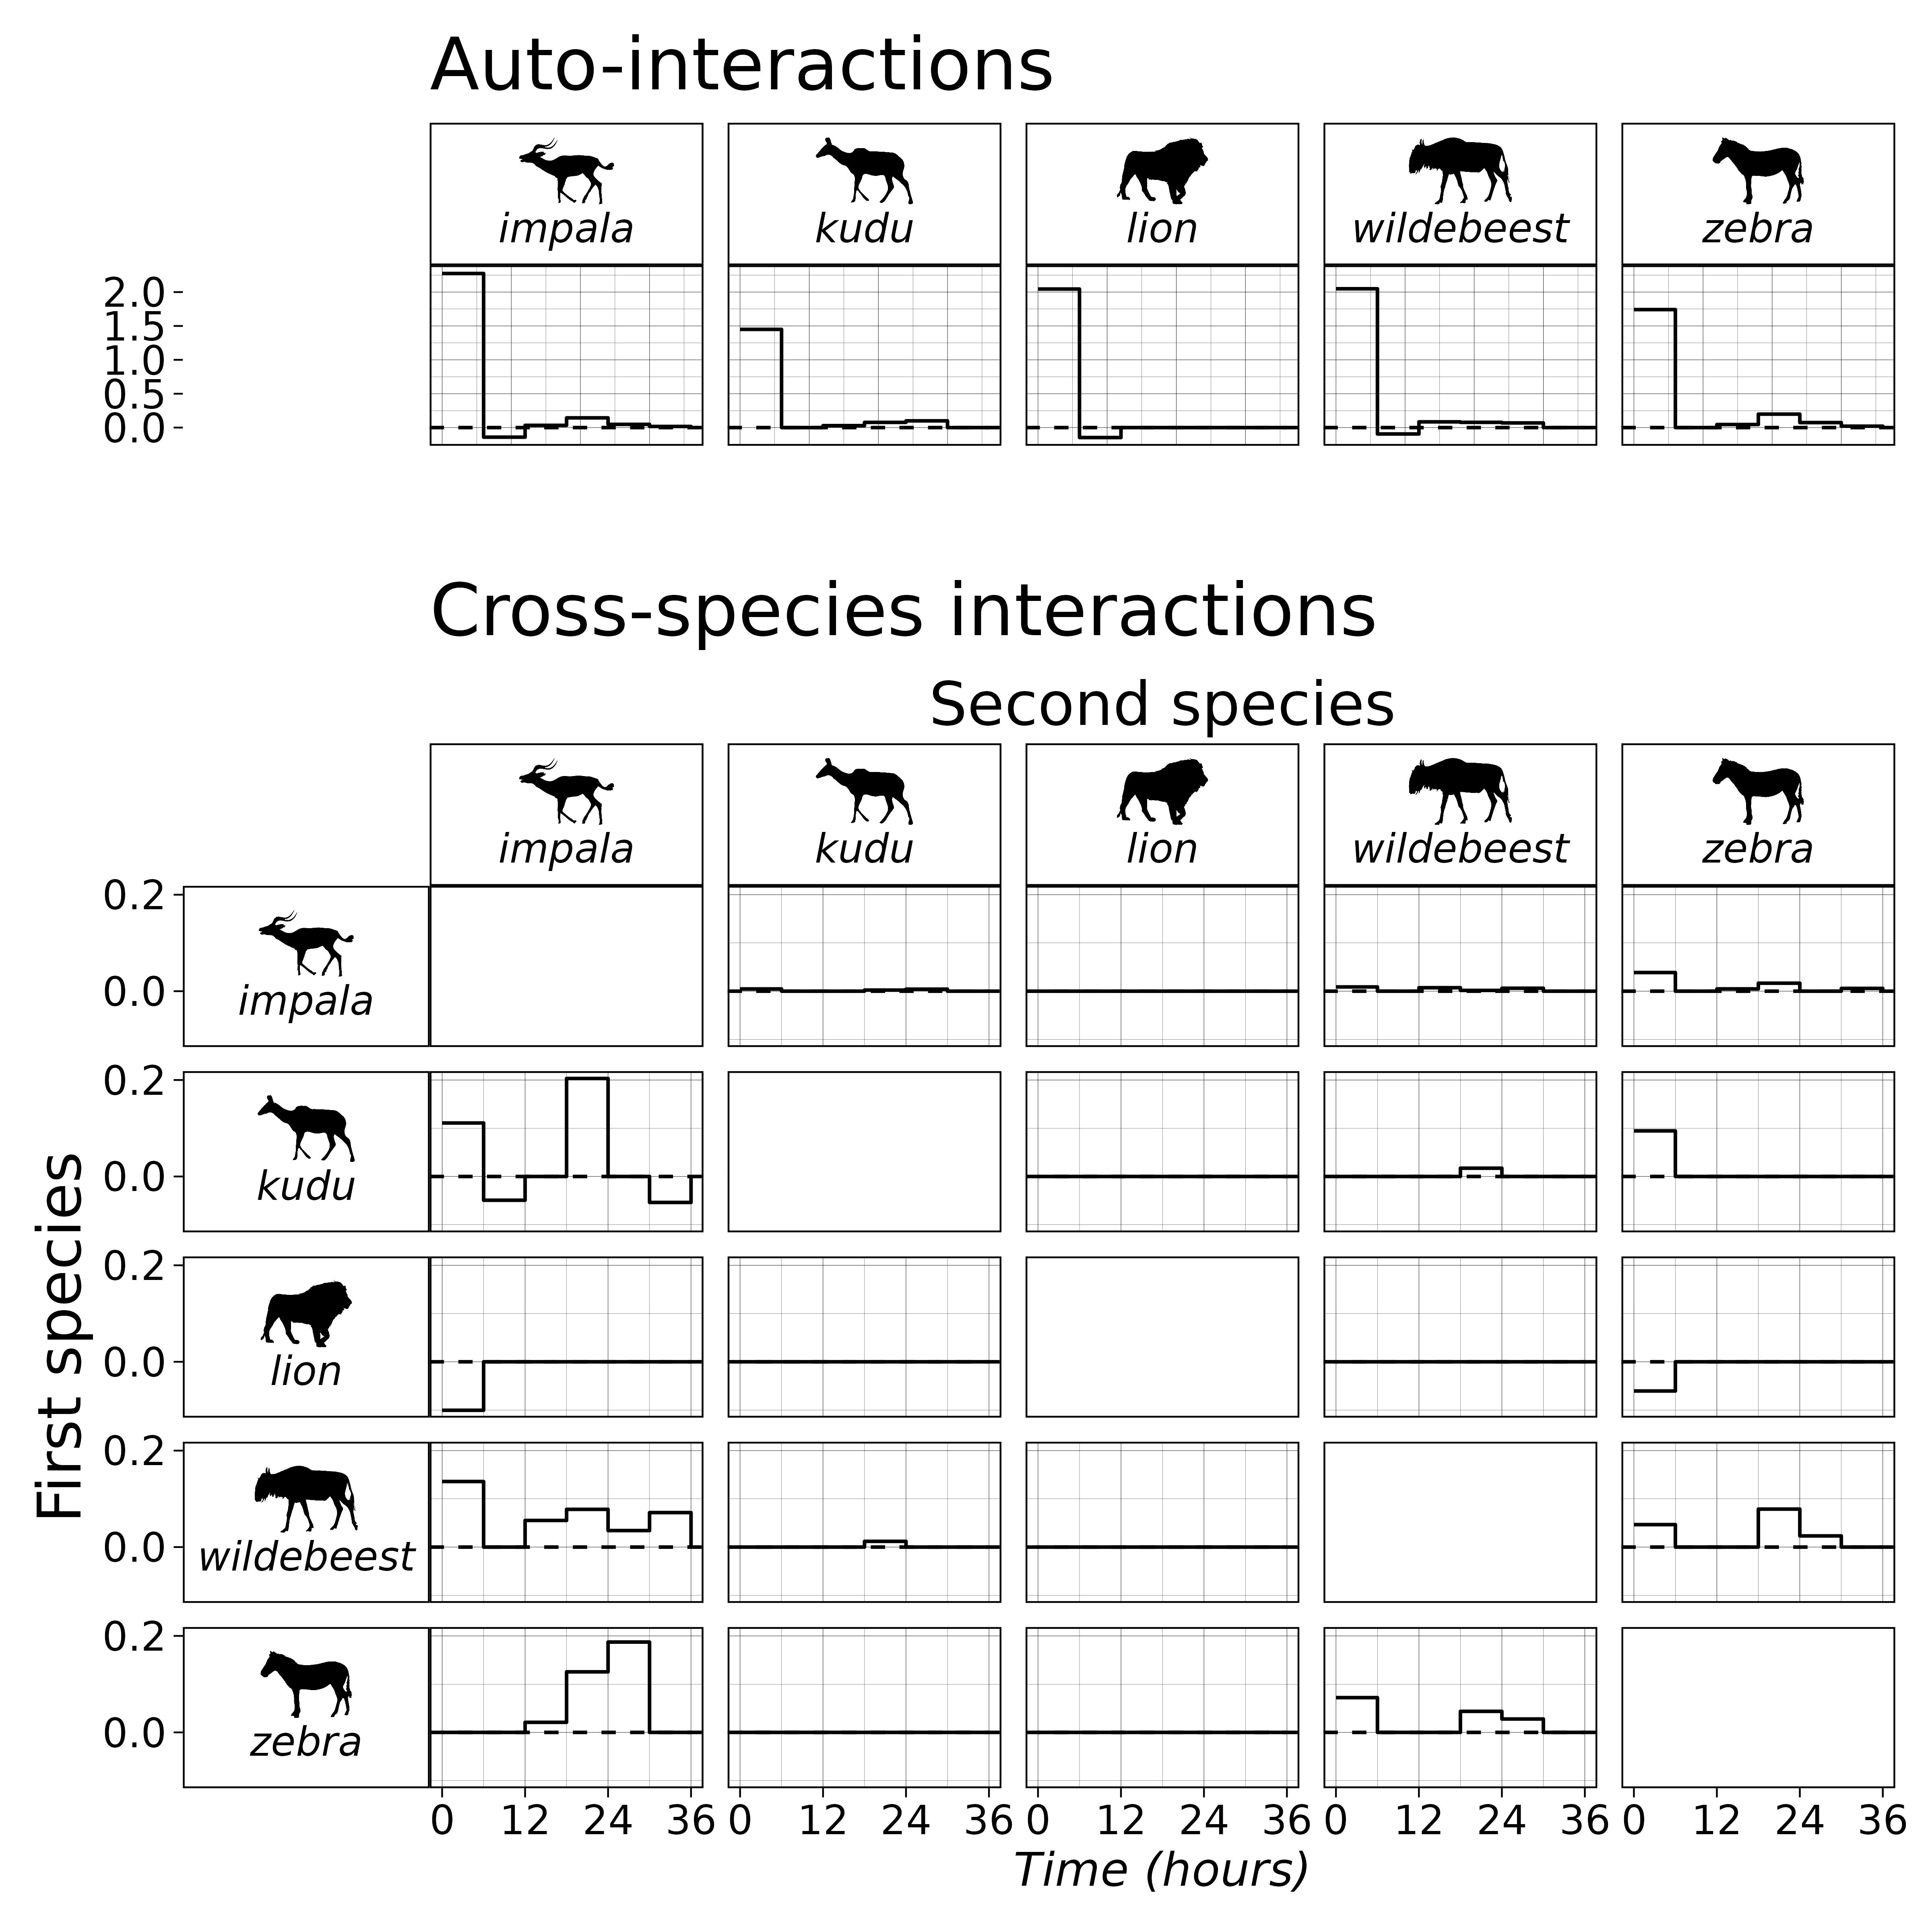 Auto-interactions
impala kudu lion wildebeest zebra
2.0
1.5
1.0
0.5
0.0
Cross-species interactions
Second species
impala kudu lion wildebeest zebra
First species
0.2
impala
0.0
0.2
kudu
0.0
0.2
lion
0.0
0.2
wildebeest
0.0
0.2
zebra
0.0
0 12 24 36 0 12 24 36 0 12 24 36 0 12 24 36 0 12 24 36
Time (hours)